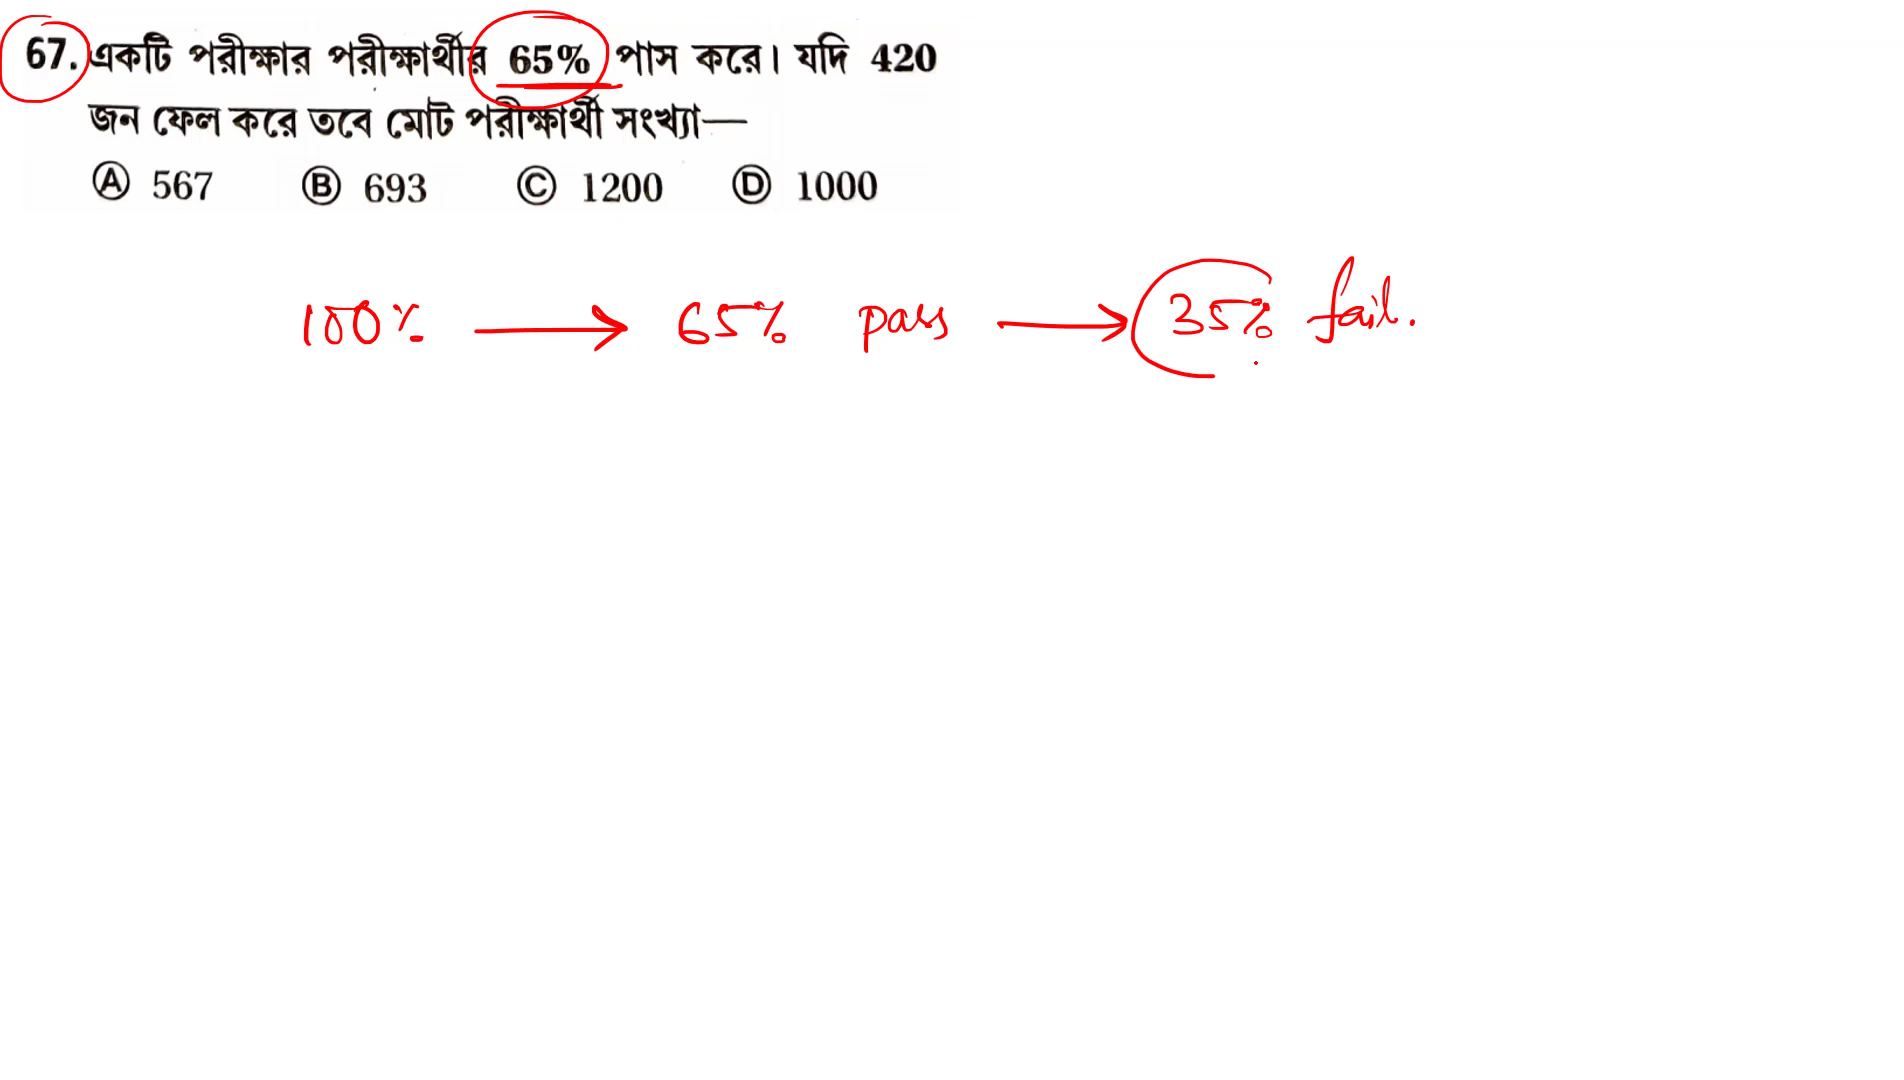 67. একটি পরীক্ষার পরীক্ষার্থীর 65% পাস করে। যদি 420
জন ফেল করে তবে মোট পরীক্ষার্থী সংখ্যা—
Ⓐ 567 Ⓑ 693 Ⓒ 1200 Ⓓ 1000
100% → 65% pass → 35% fail.